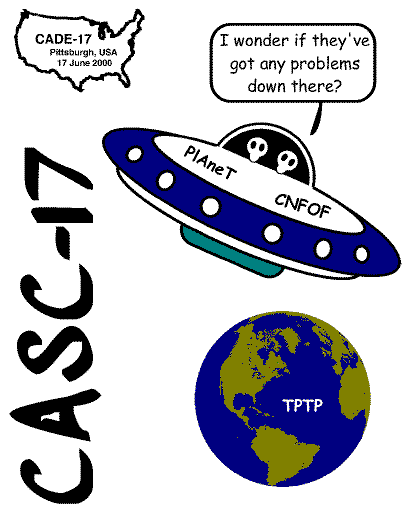 CADE-17
Pittsburgh, USA
17 June 2000
I wonder if they've
got any problems
down there?
PlAneT
CNFOF
CASC-17
TPTP